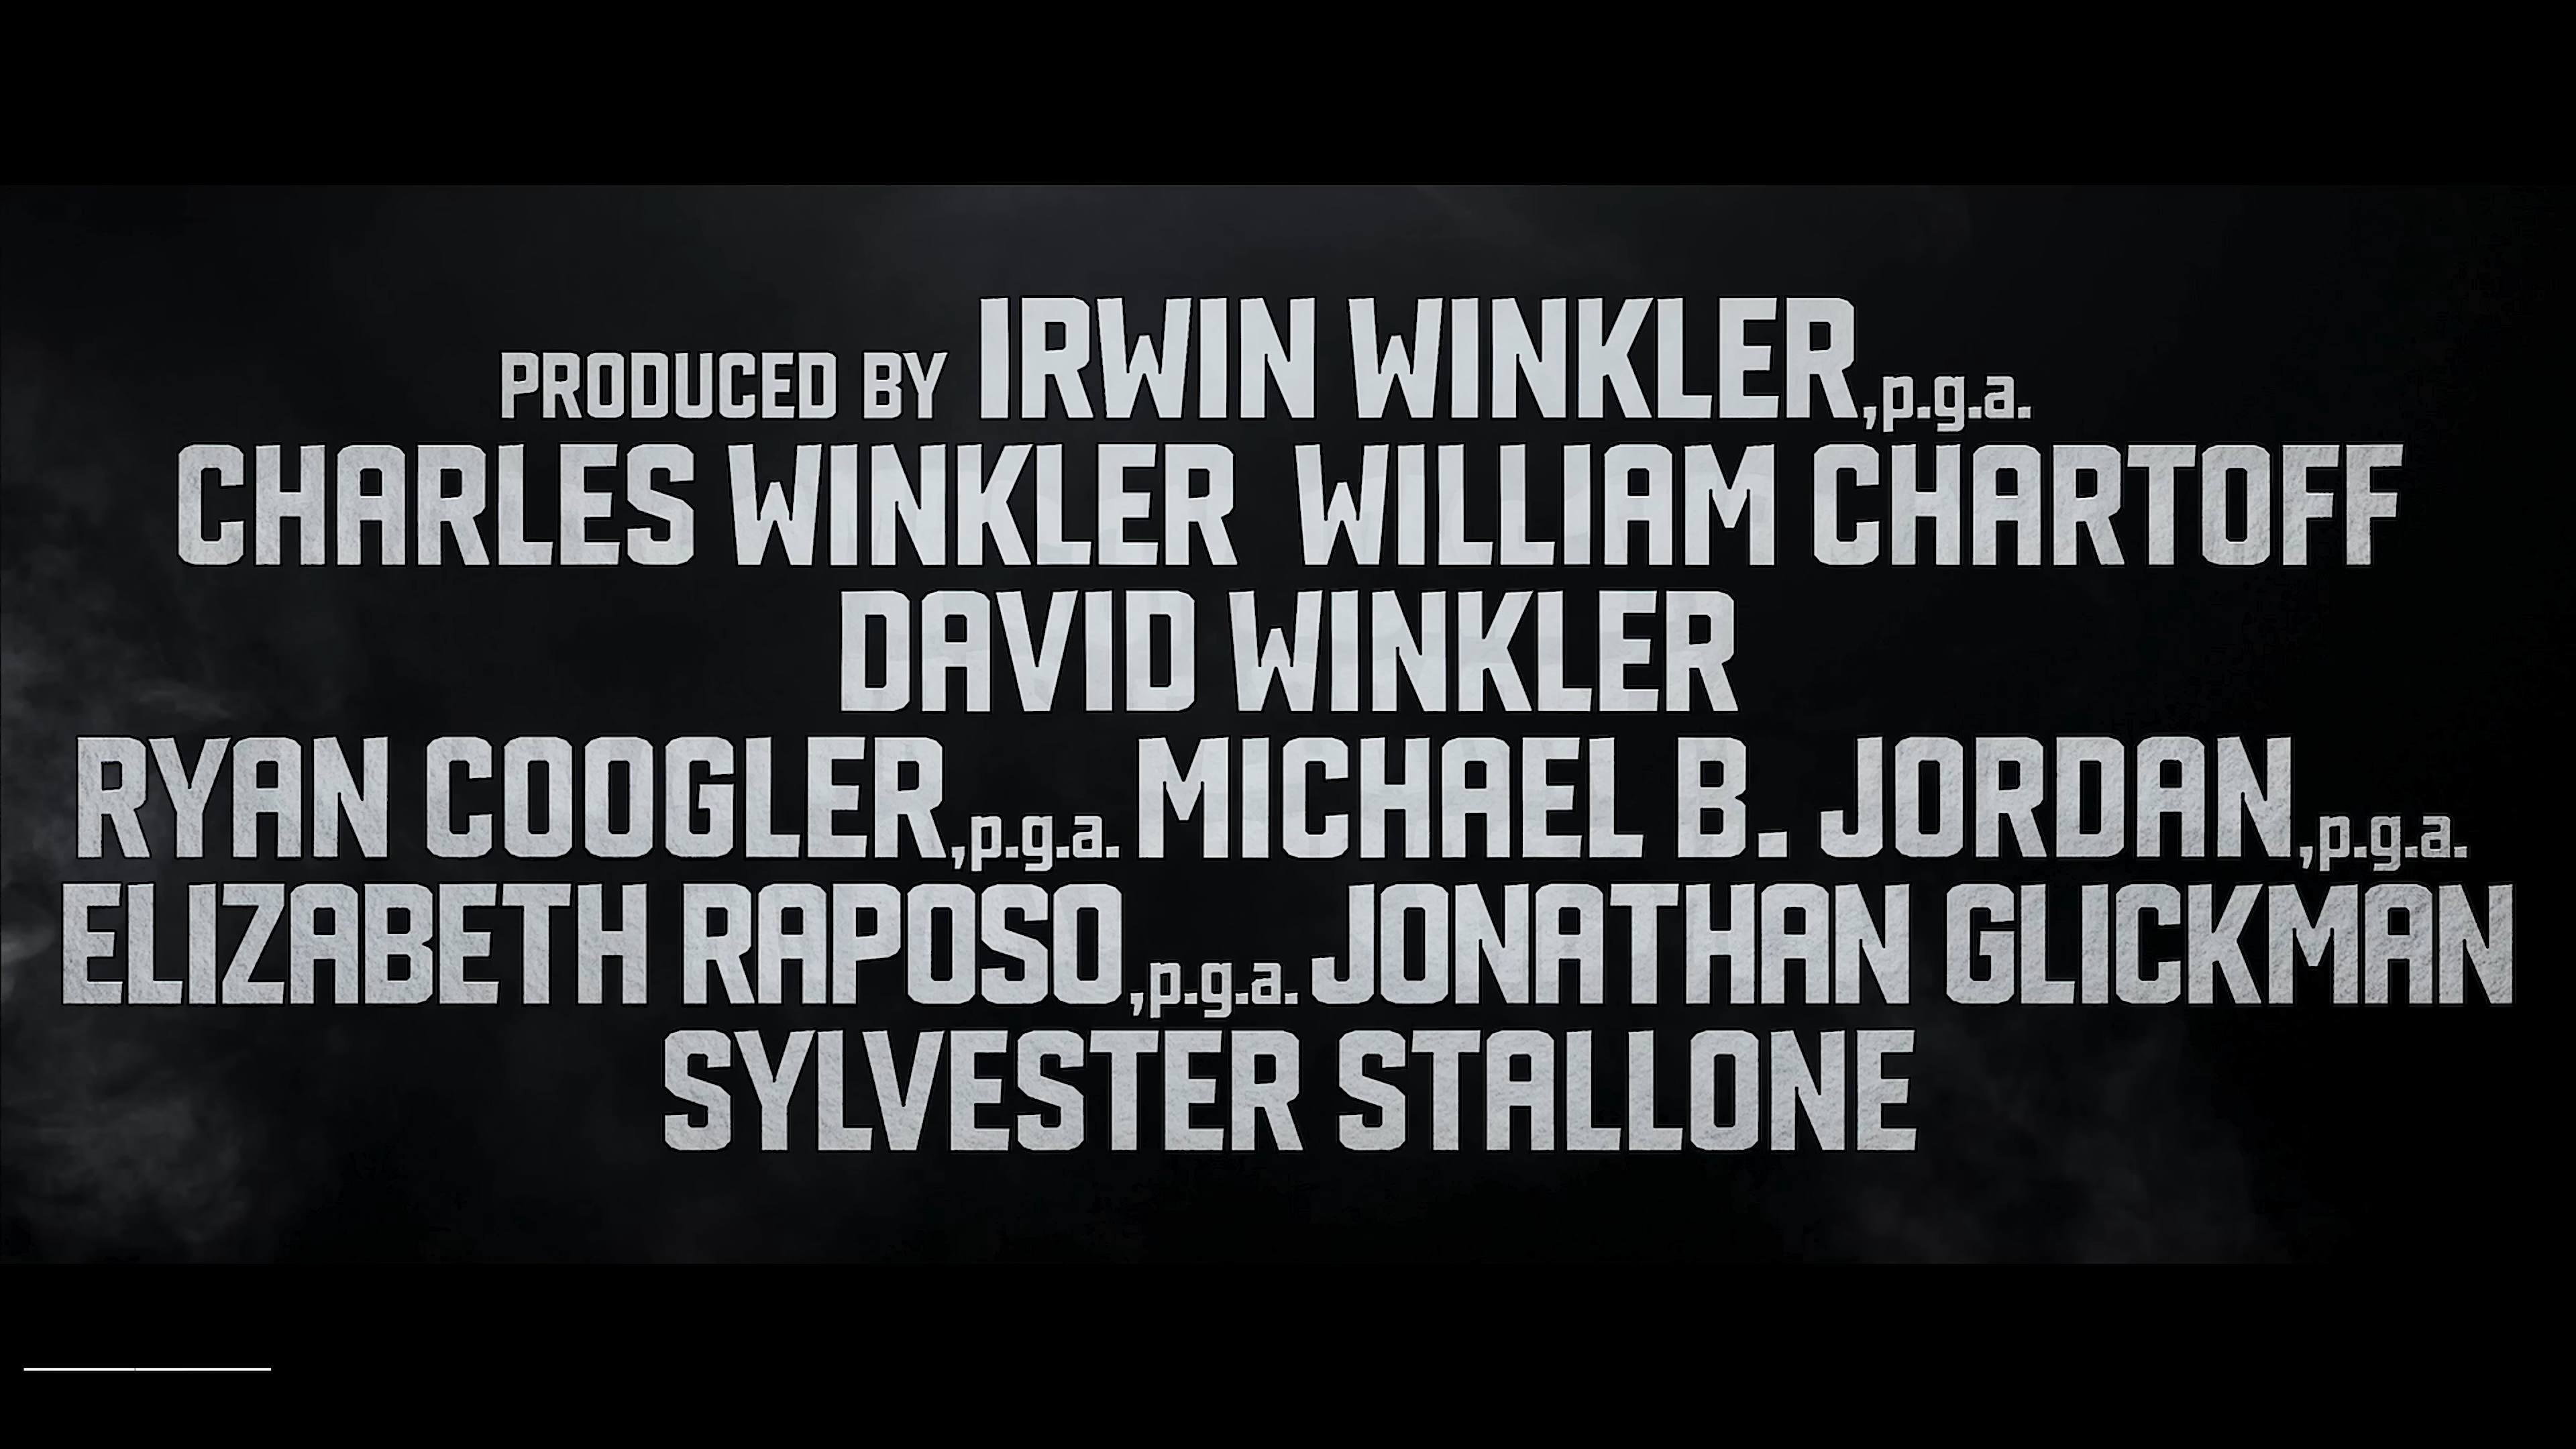 PRODUCED BY IRWIN WINKLER,p.g.a.
CHARLES WINKLER WILLIAM CHARTOFF
DAVID WINKLER
RYAN COOGLER,p.g.a. MICHAEL B. JORDAN,p.g.a.
ELIZABETH RAPOSO,p.g.a. JONATHAN GLICKMAN
SYLVESTER STALLONE